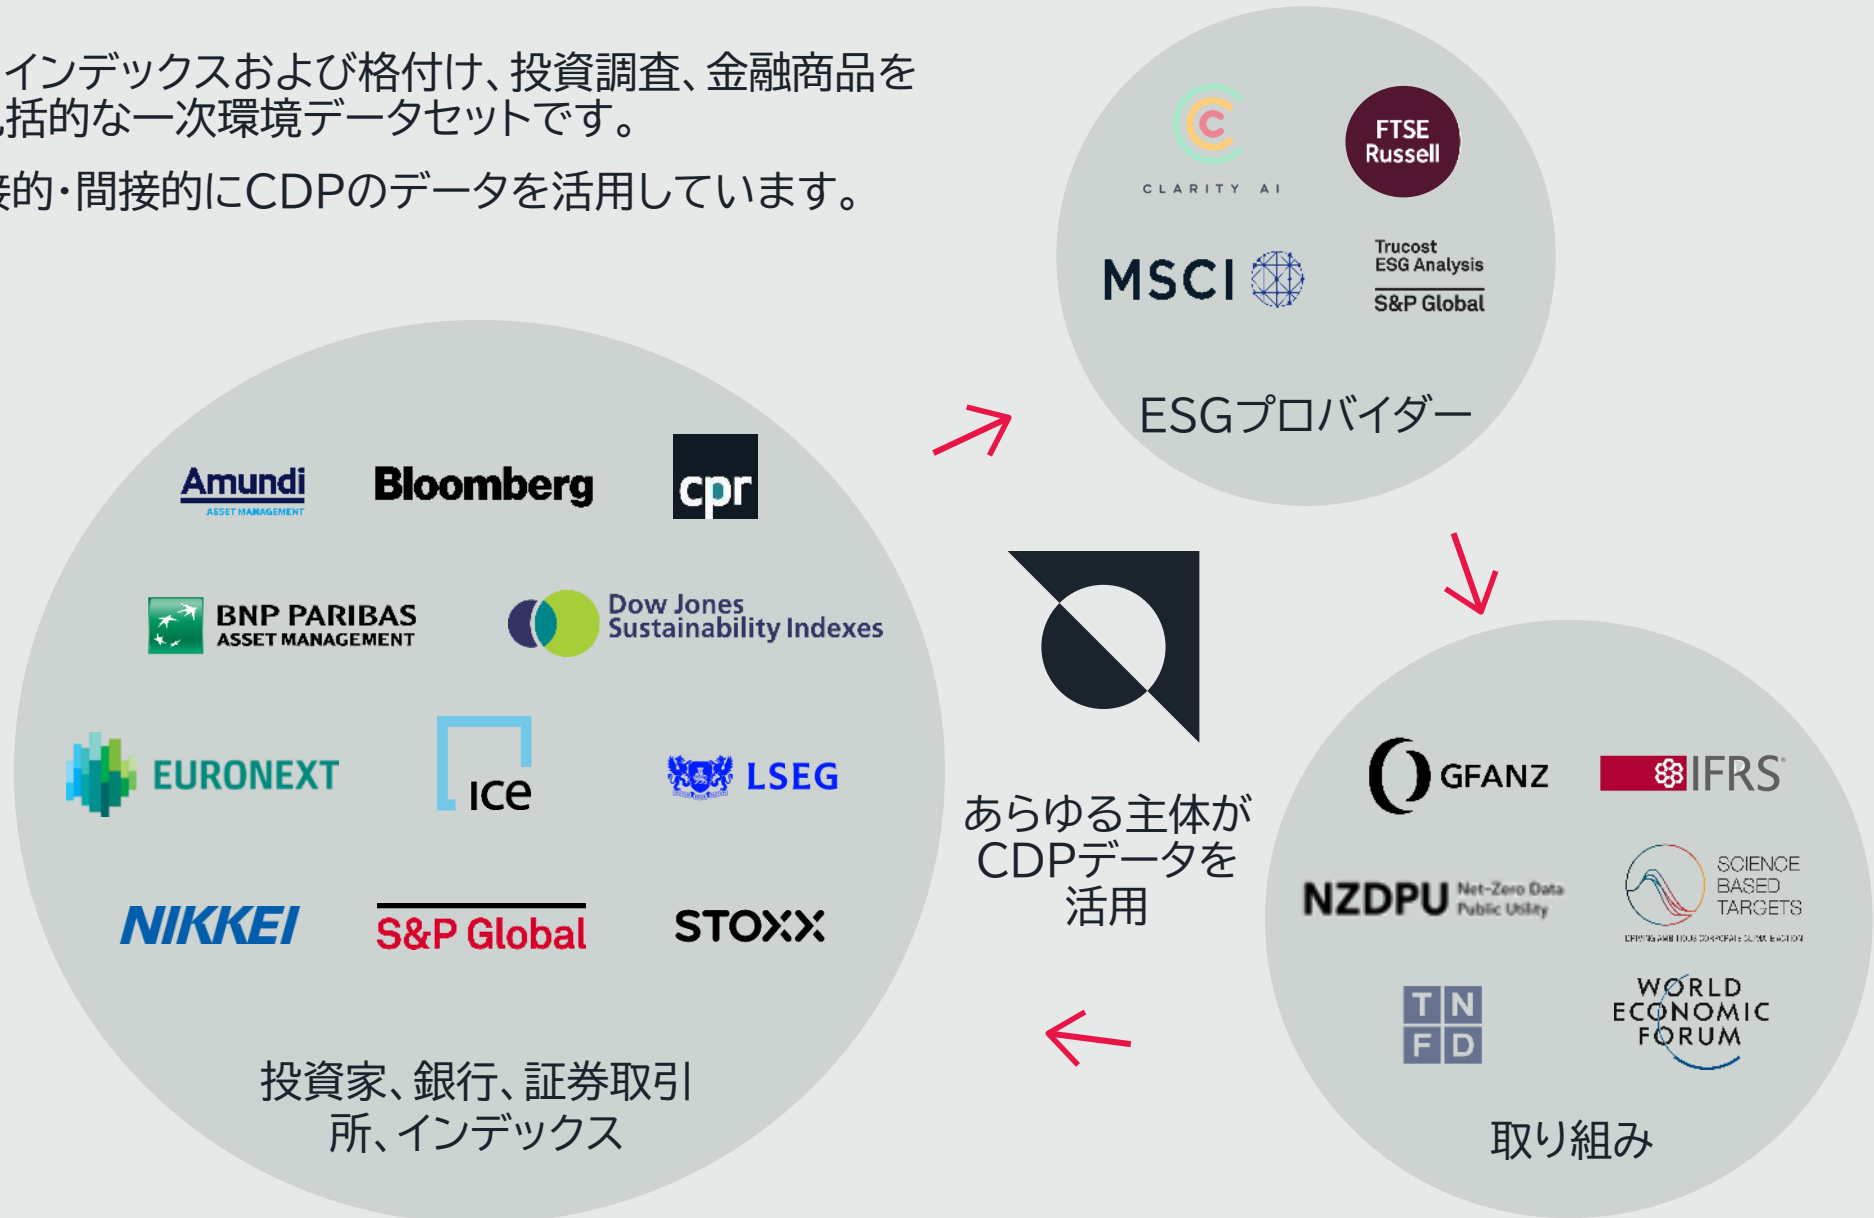 インデックスおよび格付け、投資調査、金融商品を
括的な一次環境データセットです。
的・間接的にCDPのデータを活用しています。
CLARITY AI
FTSE
Russell
MSCI
Trucost
ESG Analysis
S&P Global
ESGプロバイダー
Amundi
ASSET MANAGEMENT
Bloomberg
cpr
BNP PARIBAS
ASSET MANAGEMENT
Dow Jones
Sustainability Indexes
EURONEXT
ice
LSEG
NIKKEI
S&P Global
STOXX
投資家、銀行、証券取引
所、インデックス
あらゆる主体が
CDPデータを
活用
GFANZ
IFRS
NZDPU
Net-Zero Data
Public Utility
SCIENCE
BASED
TARGETS
DRIVING AMBITIOUS CORPORATE CLIMATE ACTION
TN
FD
WORLD
ECONOMIC
FORUM
取り組み